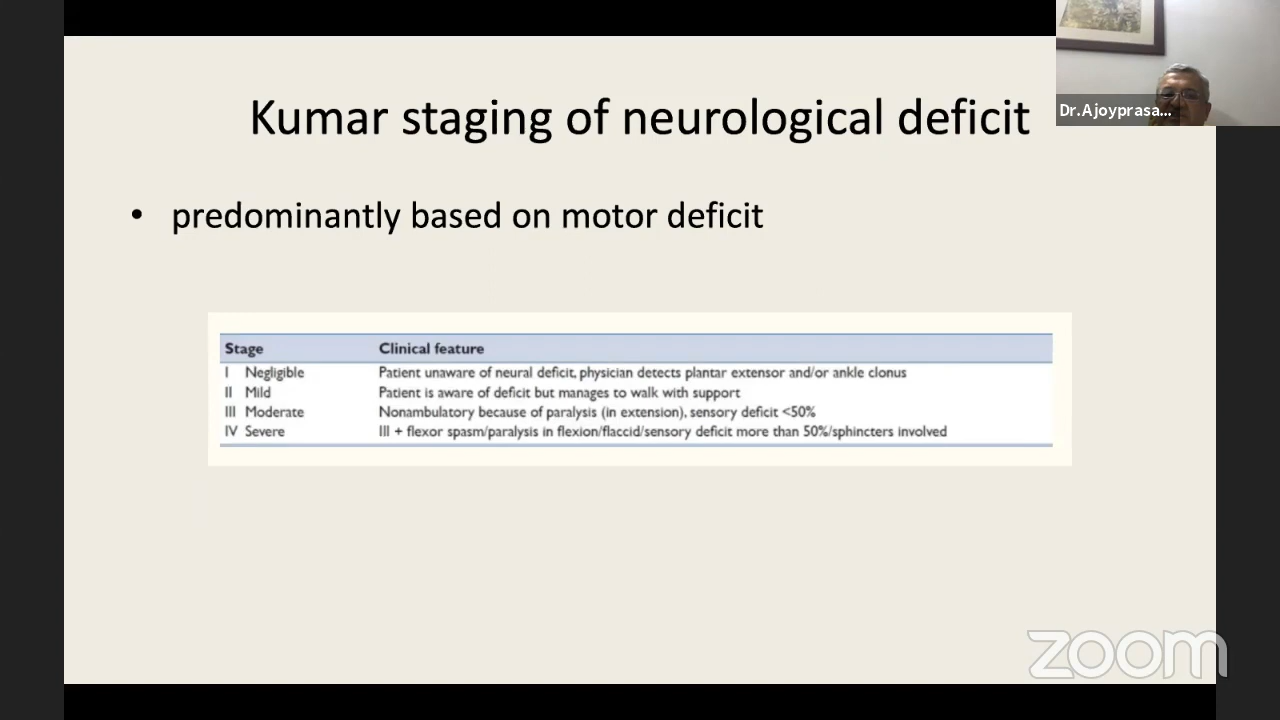 Kumar staging of neurological deficit
Dr.Ajoyprasa...
• predominantly based on motor deficit
Stage Clinical feature
I Negligible Patient unaware of neural deficit, physician detects plantar extensor and/or ankle clonus
II Mild Patient is aware of deficit but manages to walk with support
III Moderate Nonambulatory because of paralysis (in extension), sensory deficit <50%
IV Severe III + flexor spasm/paralysis in flexion/flaccid/sensory deficit more than 50%/sphincters involved
zoom